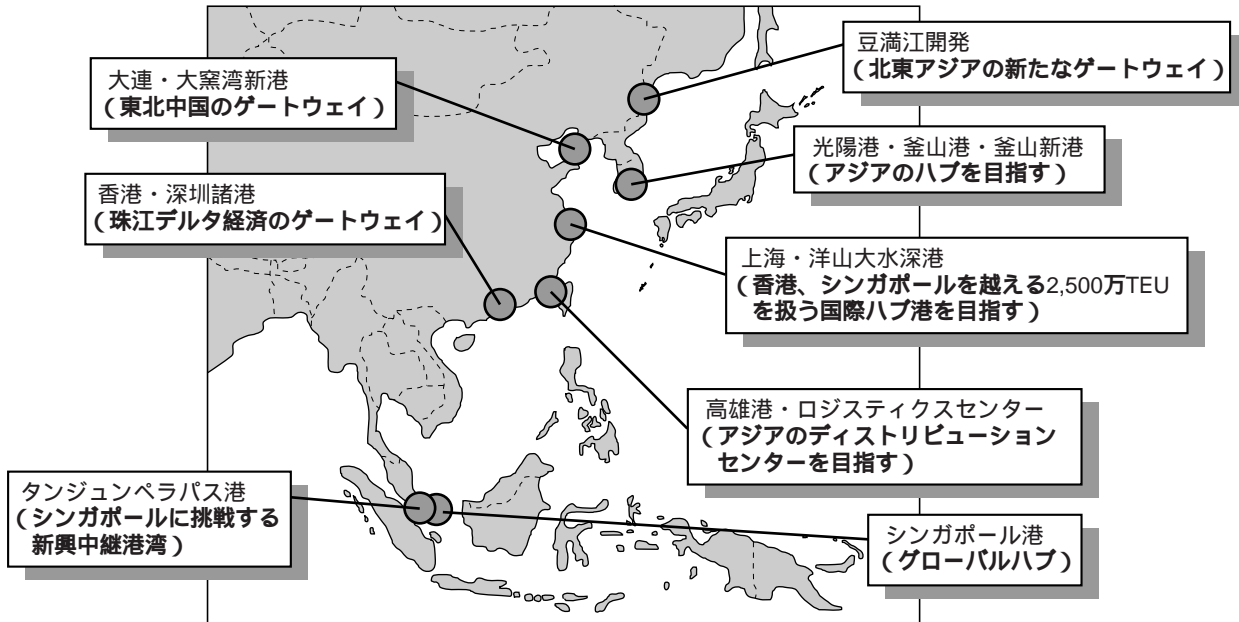 豆満江開発
（北東アジアの新たなゲートウェイ）
大連・大窯湾新港
（東北中国のゲートウェイ）
光陽港・釜山港・釜山新港
（アジアのハブを目指す）
香港・深圳諸港
（珠江デルタ経済のゲートウェイ）
上海・洋山大水深港
（香港、シンガポールを越える2,500万TEU
を扱う国際ハブ港を目指す）
高雄港・ロジスティクスセンター
（アジアのディストリビューション
センターを目指す）
タンジュンペラパス港
（シンガポールに挑戦する
新興中継港湾）
シンガポール港
（グローバルハブ）